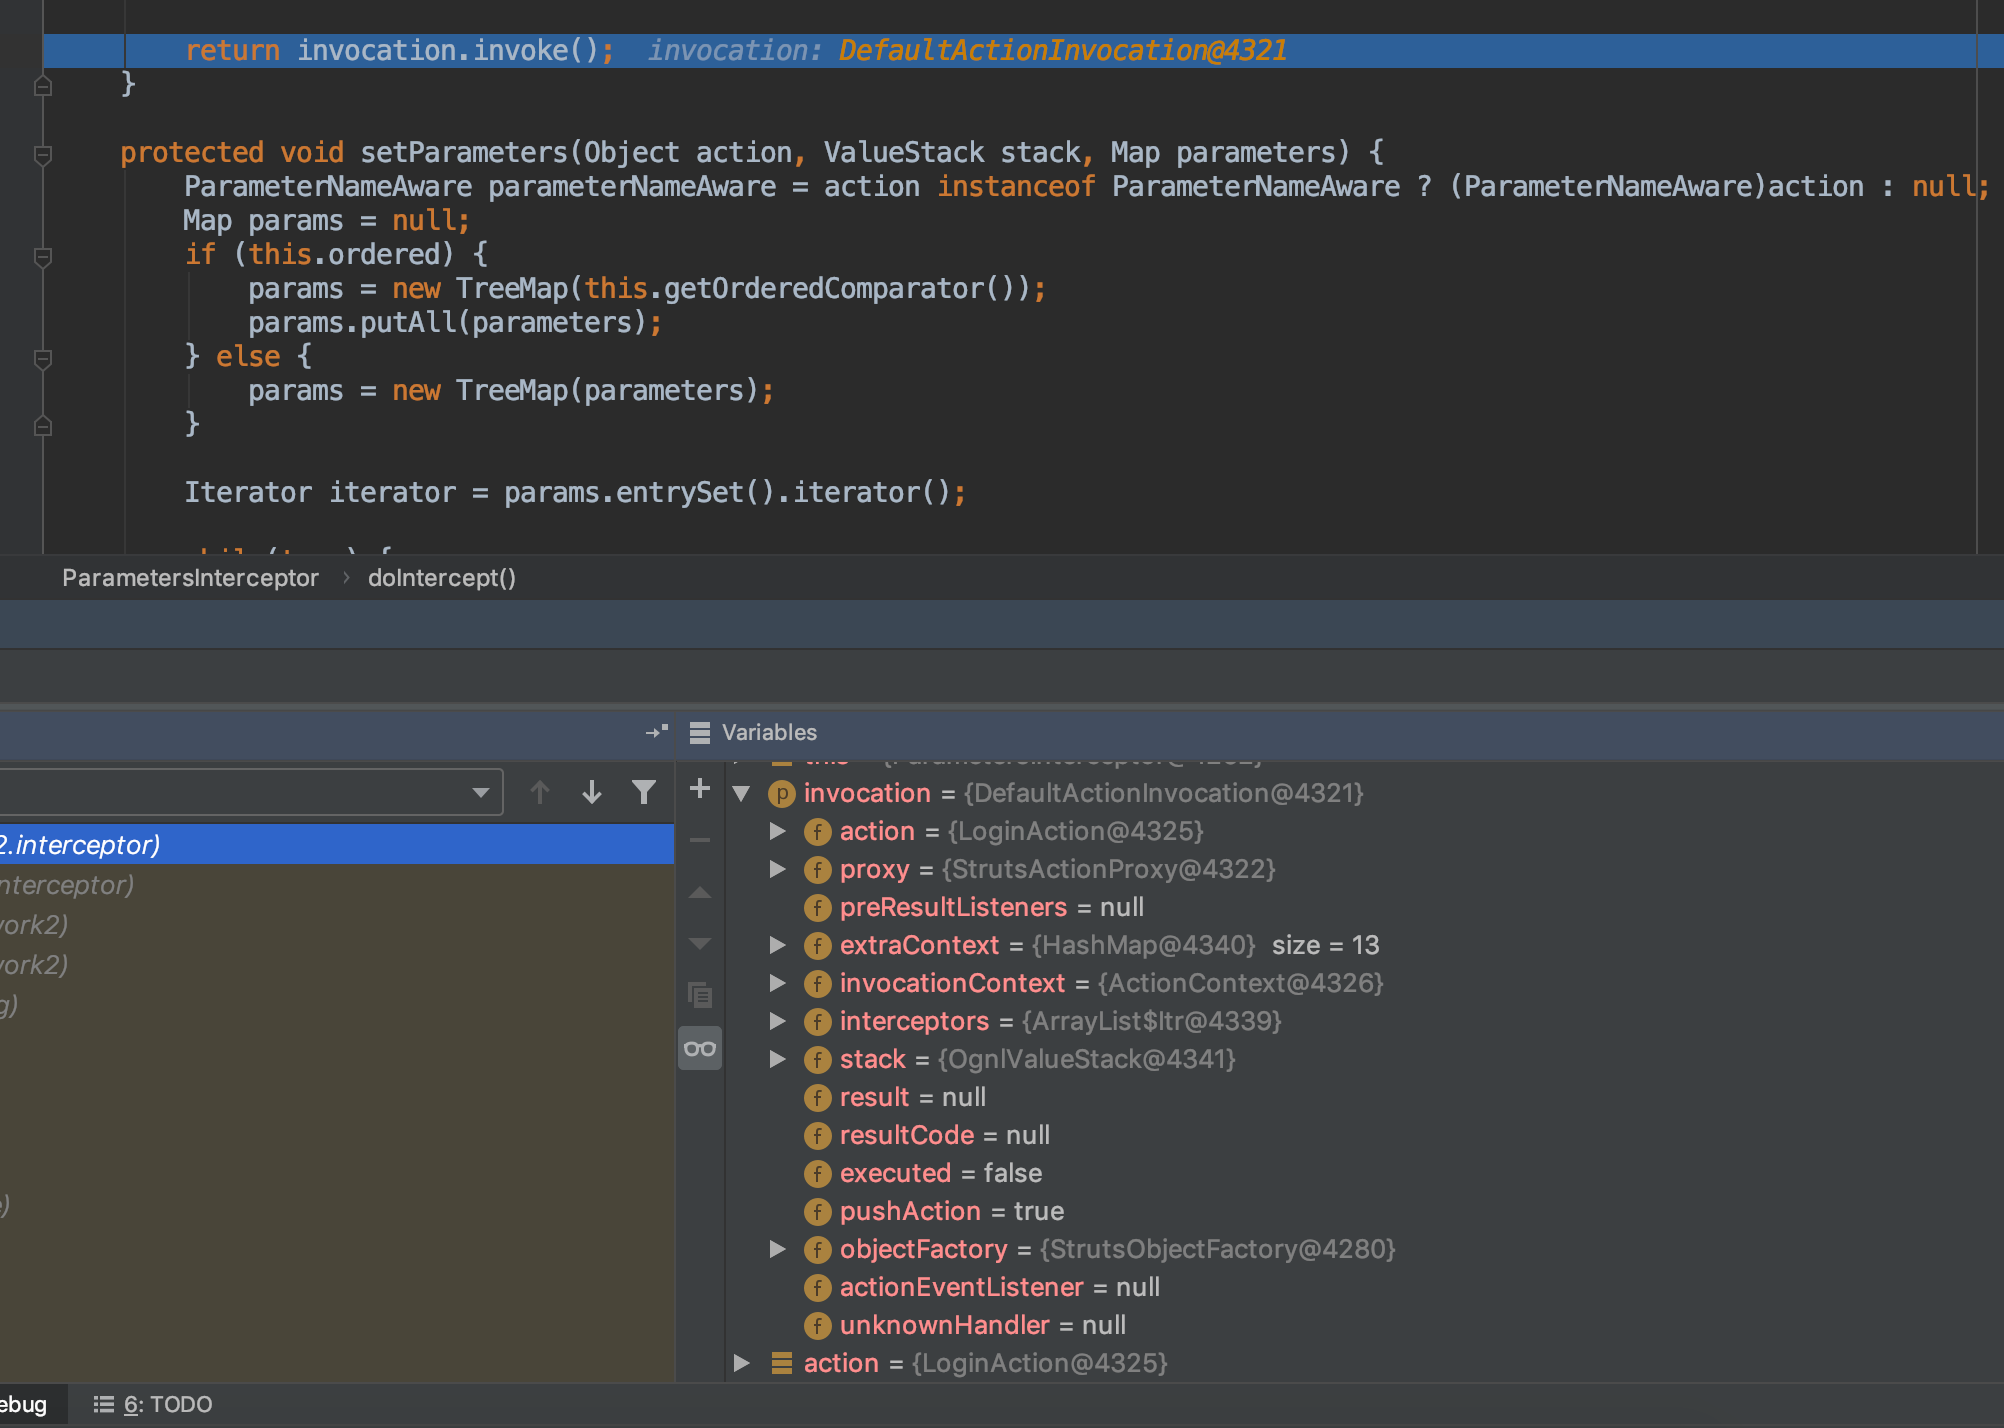 return invocation.invoke(); invocation: DefaultActionInvocation@4321
}
protected void setParameters(Object action, ValueStack stack, Map parameters) {
ParameterNameAware parameterNameAware = action instanceof ParameterNameAware ? (ParameterNameAware)action : null;
Map params = null;
if (this.ordered) {
params = new TreeMap(this.getOrderedComparator());
params.putAll(parameters);
} else {
params = new TreeMap(parameters);
}
Iterator iterator = params.entrySet().iterator();
ParametersInterceptor › doIntercept()
Variables
invocation = {DefaultActionInvocation@4321}
action = {LoginAction@4325}
2.interceptor)
proxy = {StrutsActionProxy@4322}
nterceptor)
preResultListeners = null
work2)
extraContext = {HashMap@4340} size = 13
work2)
invocationContext = {ActionContext@4326}
g)
interceptors = {ArrayList$Itr@4339}
stack = {OgnlValueStack@4341}
result = null
resultCode = null
executed = false
e)
pushAction = true
objectFactory = {StrutsObjectFactory@4280}
actionEventListener = null
unknownHandler = null
action = {LoginAction@4325}
ebug 6: TODO